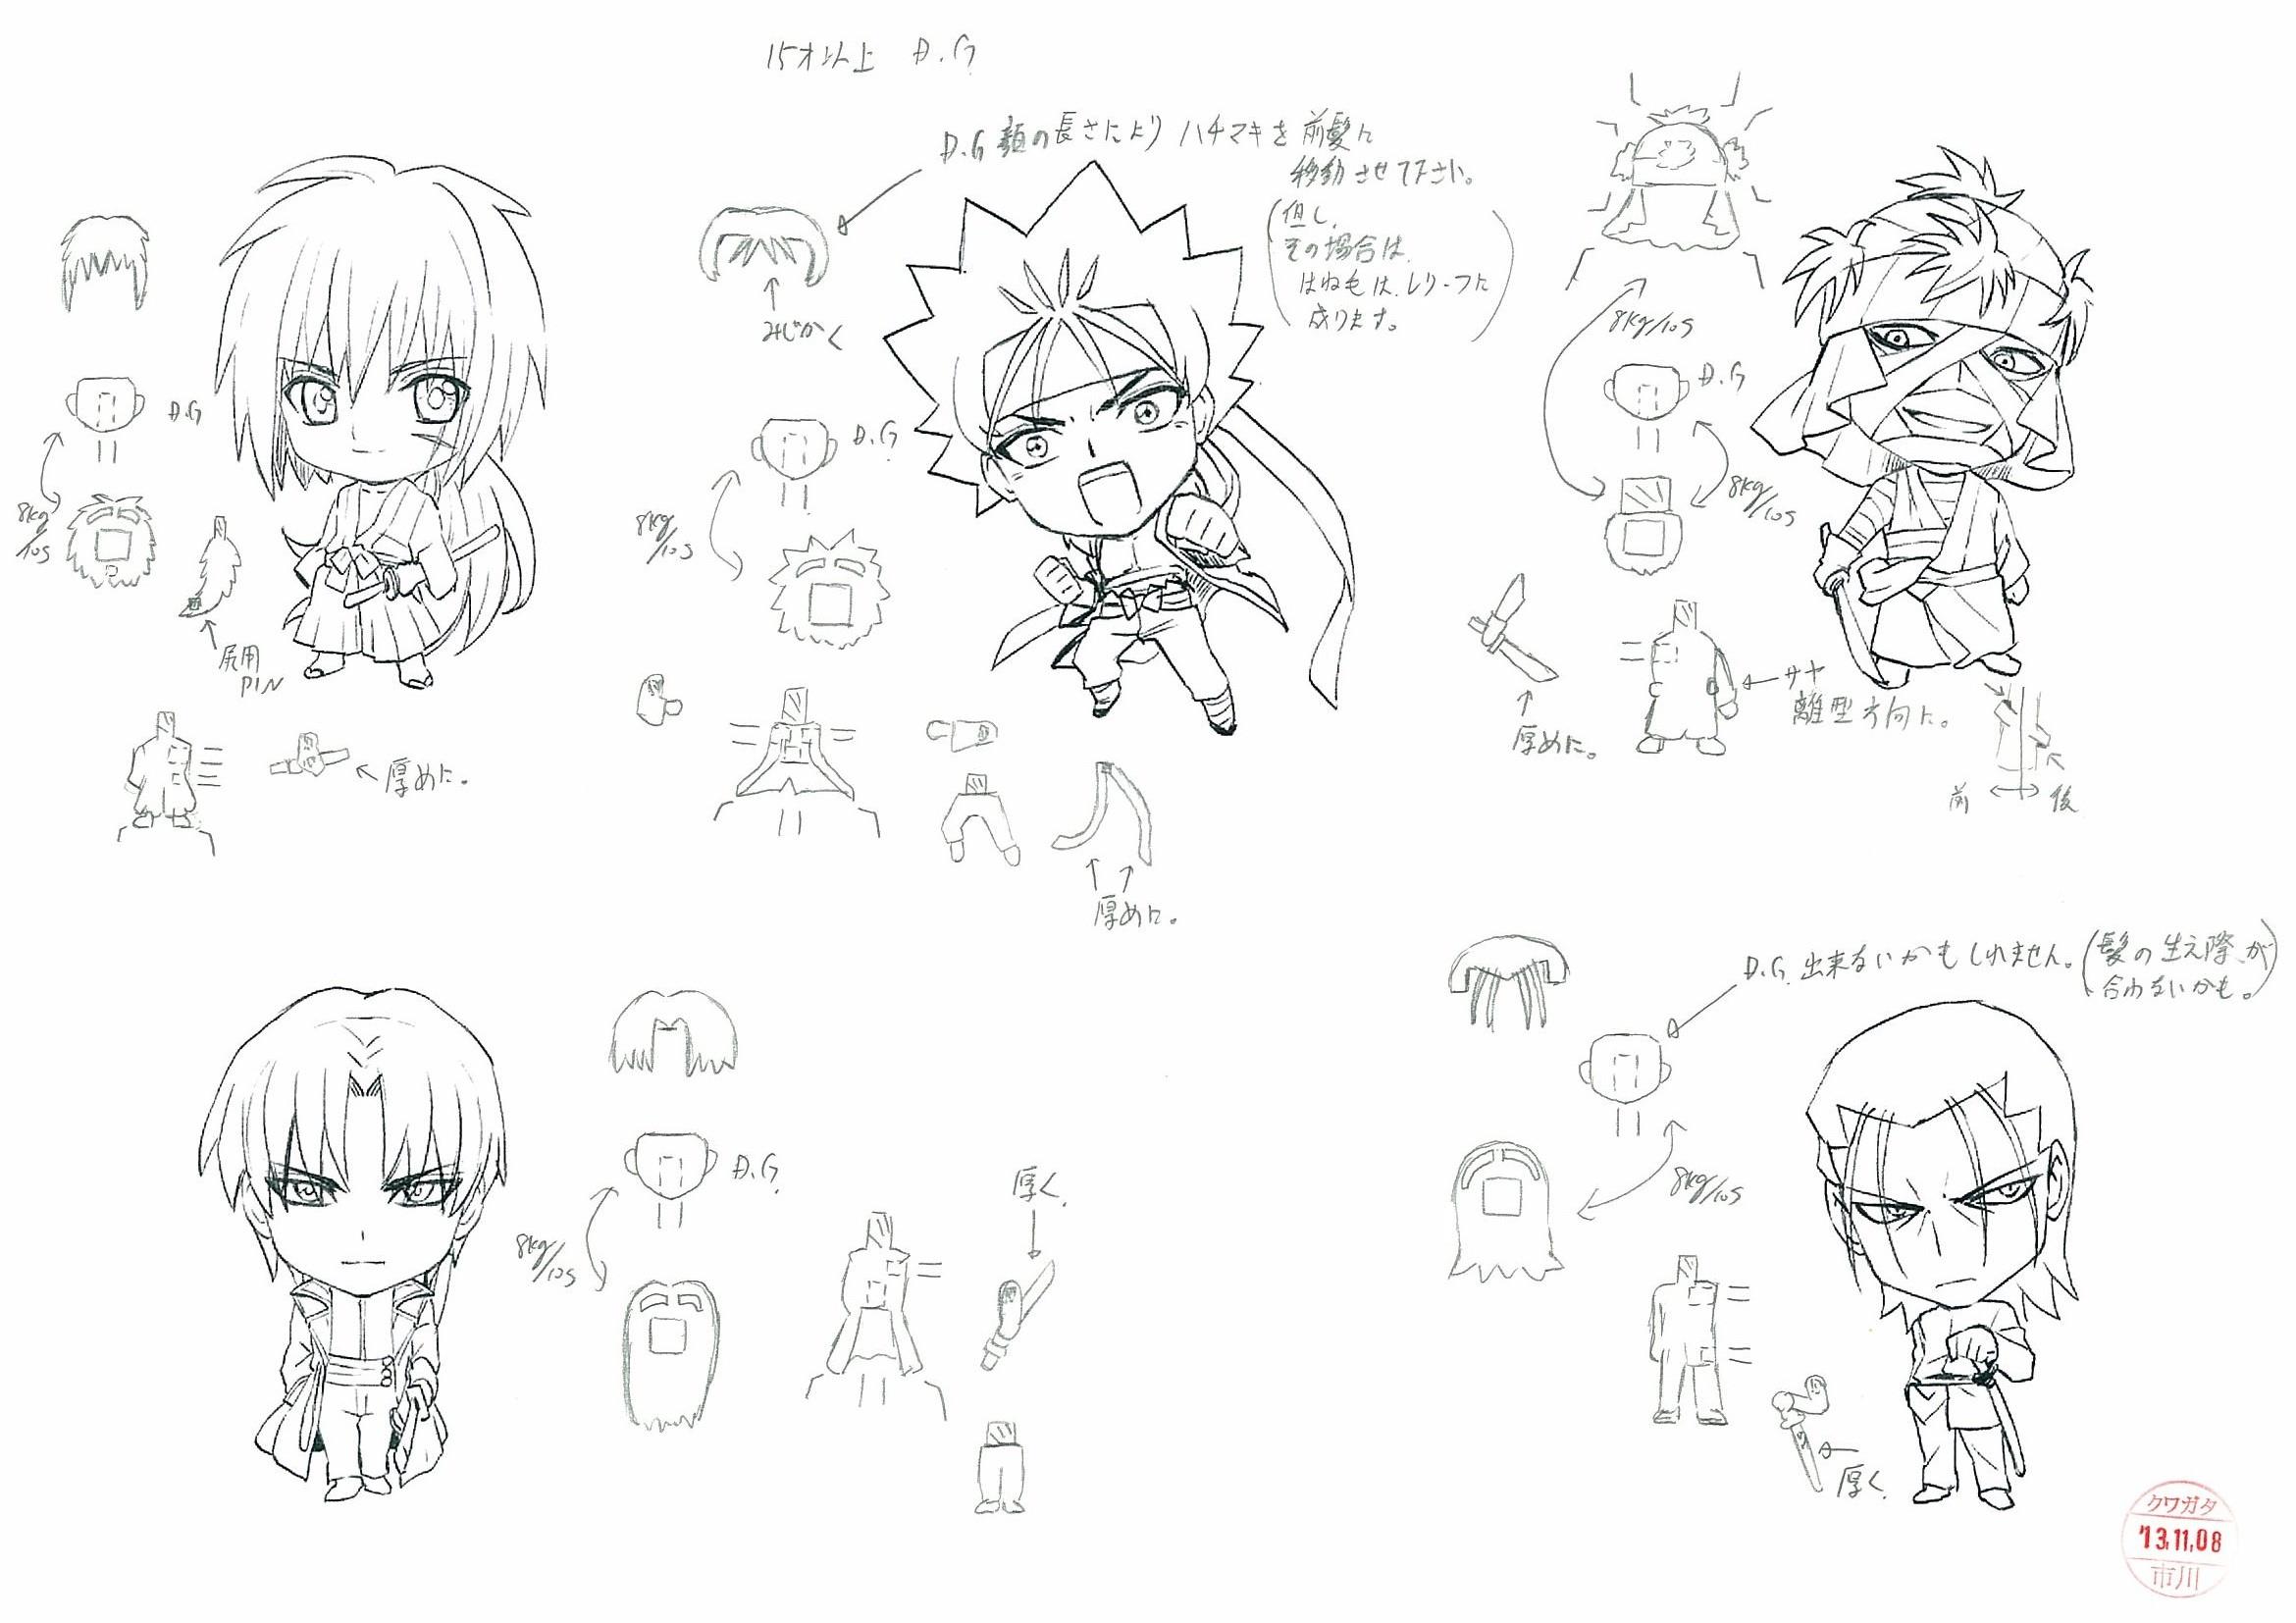 15才以上 D.G
D.G 顔の長さにより ハチマキを 前髪に
移動させて下さい。
(但し、
その場合は、
はね毛は、レリーフに
成ります。)
みじかく
D.G
8kg/10s
尻用
PIN
厚めに。
D.G
8kg/10s
厚めに。
8kg/10s
D.G
8kg/10s
サヤ
離型方向に。
厚めに。
前 後
D.G
8kg/10s
厚く
D.G. 出来ないかもしれません。(髪の生え際が
合わないかも。)
8kg/10s
厚く
クワガタ
'13.11.08
市川